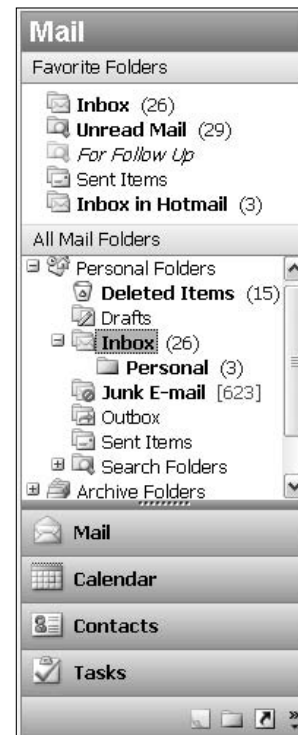 Mail
Favorite Folders
Inbox (26)
Unread Mail (29)
For Follow Up
Sent Items
Inbox in Hotmail (3)
All Mail Folders
Personal Folders
Deleted Items (15)
Drafts
Inbox (26)
Personal (3)
Junk E-mail [623]
Outbox
Sent Items
Search Folders
Archive Folders
Mail
Calendar
Contacts
Tasks